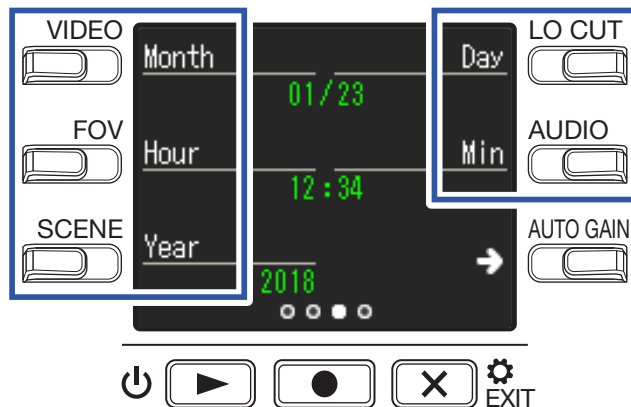 VIDEO
LO CUT
Month
Day
01/23
FOV
AUDIO
Hour
Min
12:34
SCENE
AUTO GAIN
Year
2018
EXIT